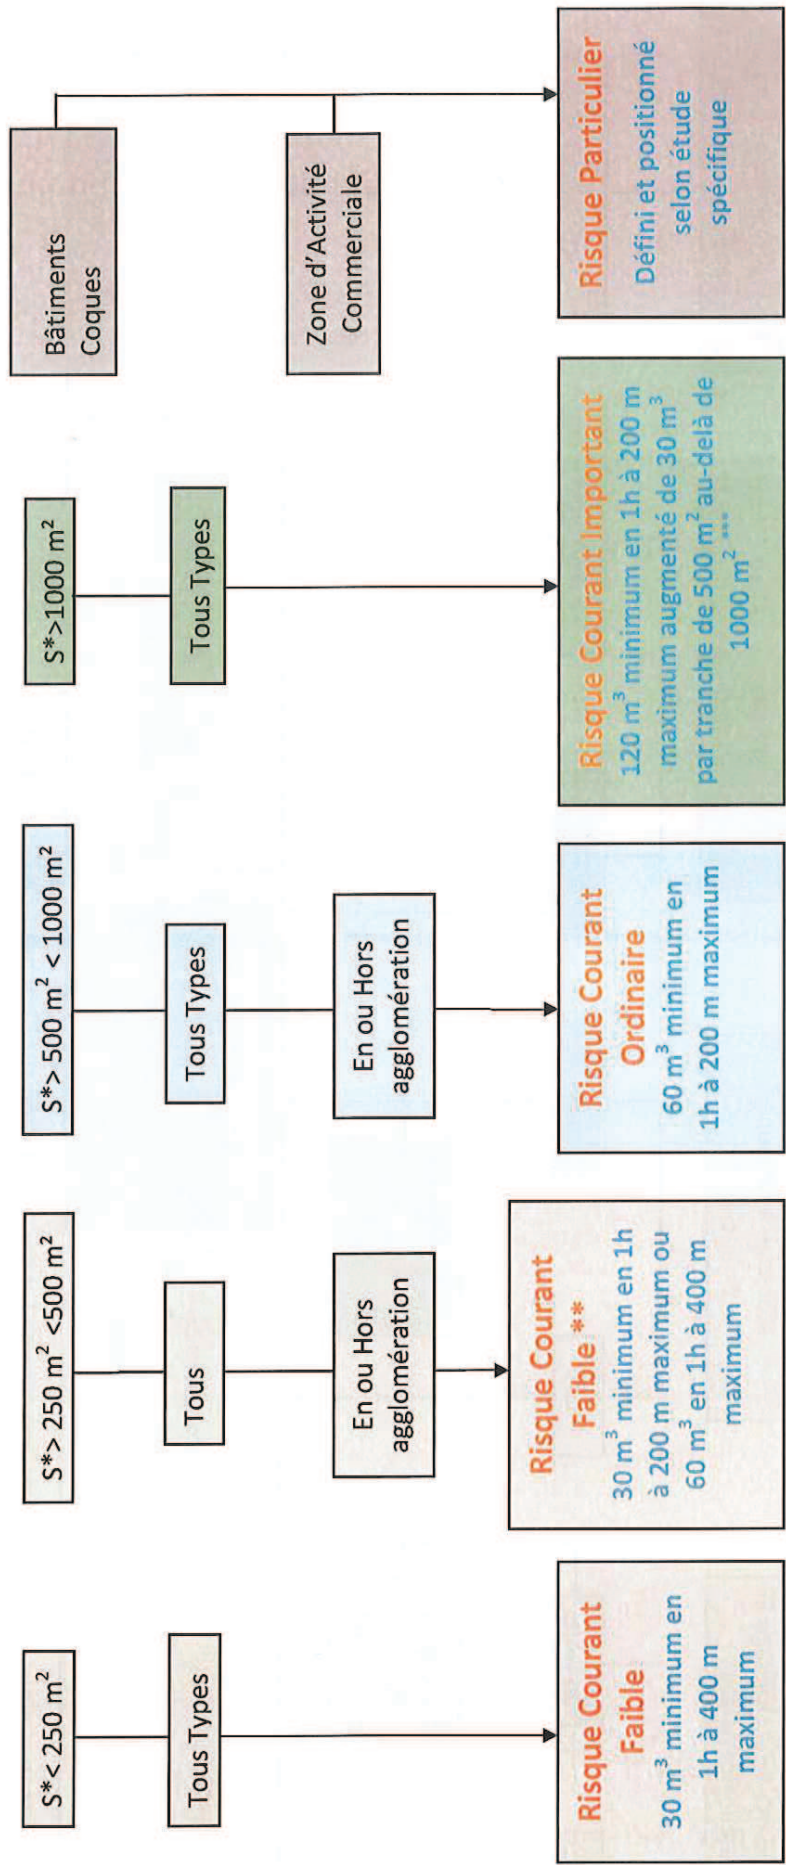 S*< 250 m²
Tous Types
Risque Courant
Faible
30 m³ minimum en
1h à 400 m
maximum
S*> 250 m² <500 m²
Tous
En ou Hors
agglomération
Risque Courant
Faible **
30 m³ minimum en 1h
à 200 m maximum ou
60 m³ en 1h à 400 m
maximum
S*> 500 m² < 1000 m²
Tous Types
En ou Hors
agglomération
Risque Courant
Ordinaire
60 m³ minimum en
1h à 200 m maximum
S*>1000 m²
Tous Types
Risque Courant Important
120 m³ minimum en 1h à 200 m
maximum augmenté de 30 m³
par tranche de 500 m² au-delà de
1000 m² ***
Bâtiments
Coques
Zone d'Activité
Commerciale
Risque Particulier
Défini et positionné
selon étude
spécifique